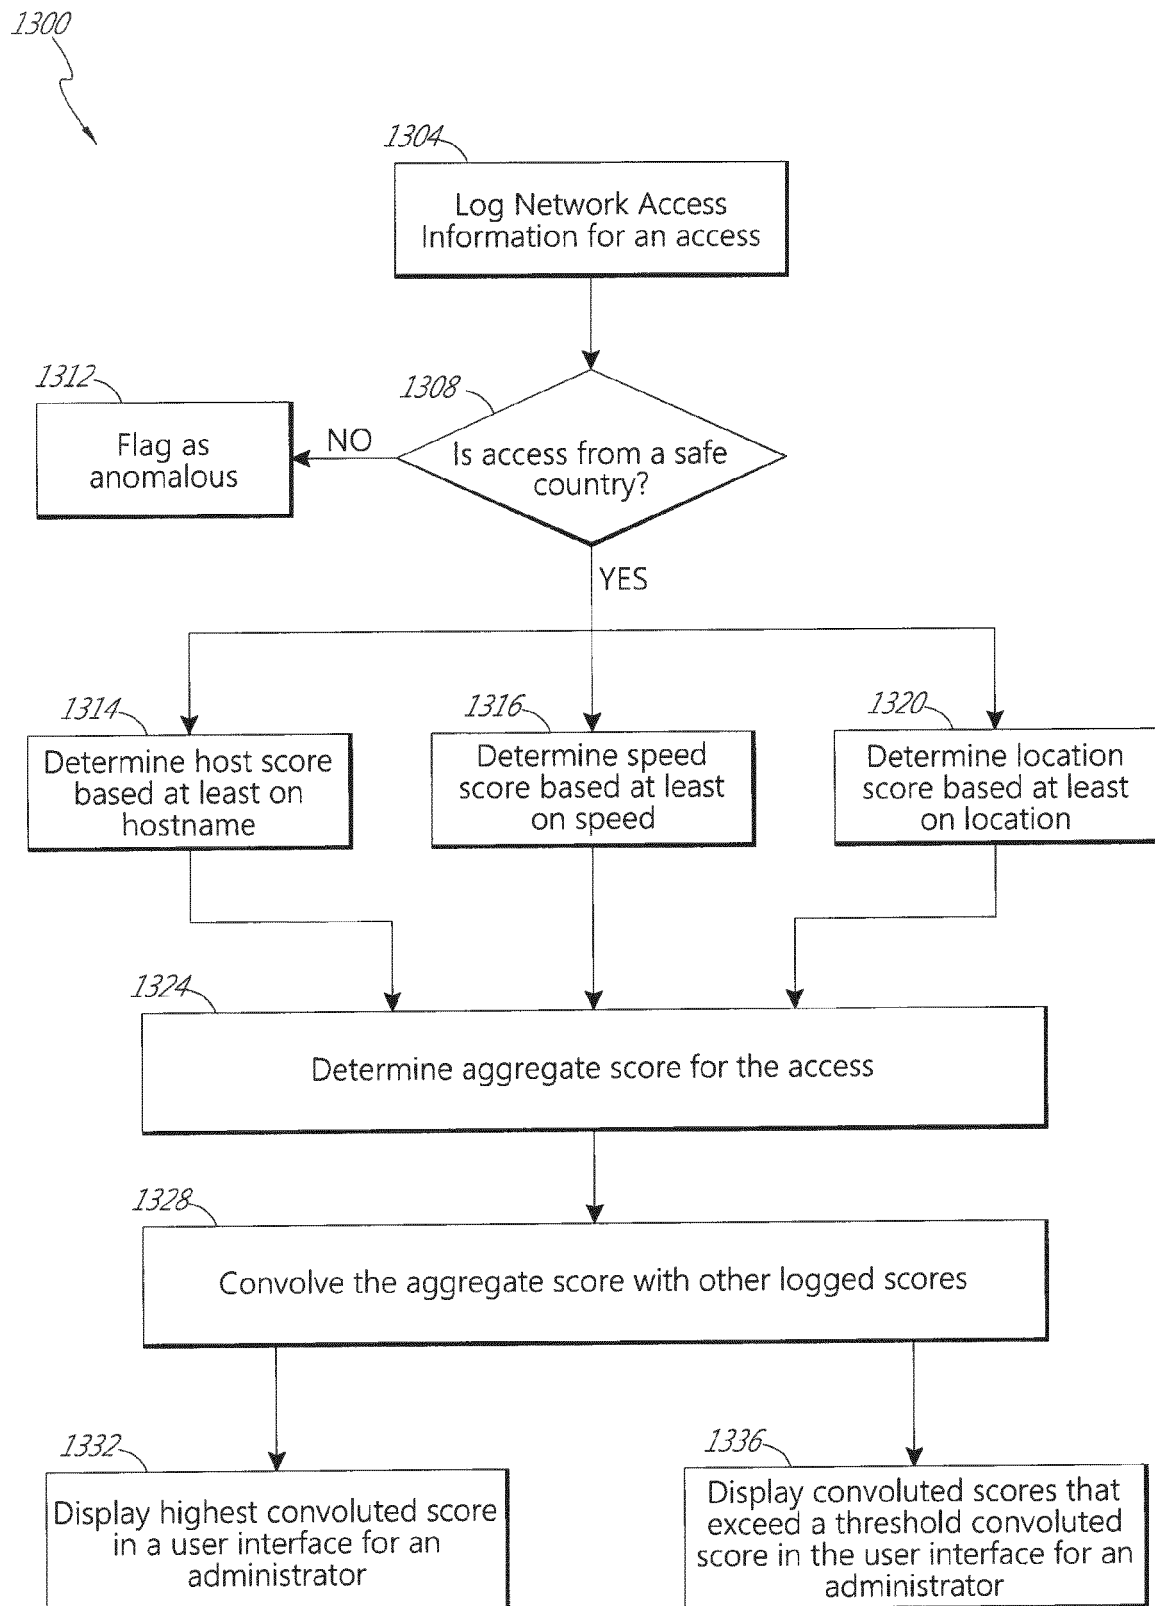 1300
1304
Log Network Access
Information for an access
1312
1308
Flag as
anomalous
NO
Is access from a safe
country?
YES
1314
1316
1320
Determine host score
based at least on
hostname
Determine speed
score based at least
on speed
Determine location
score based at least
on location
1324
Determine aggregate score for the access
1328
Convolve the aggregate score with other logged scores
1332
1336
Display highest convoluted score
in a user interface for an
administrator
Display convoluted scores that
exceed a threshold convoluted
score in the user interface for an
administrator